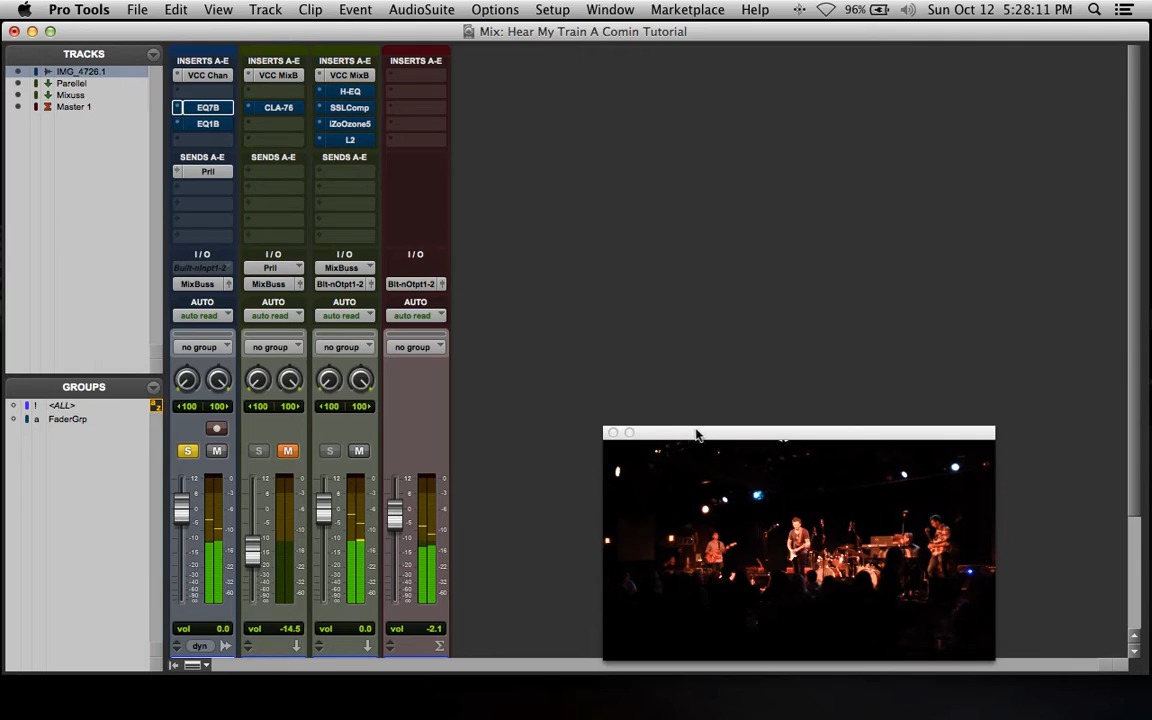 Pro Tools File Edit View Track Clip Event AudioSuite Options Setup Window Marketplace Help 96% Sun Oct 12 5:28:11 PM
Mix: Hear My Train A Comin Tutorial
TRACKS
IMG_4726.1
Parellel
Mixuss
Master 1
GROUPS
! <ALL>
a FaderGrp
INSERTS A-E INSERTS A-E INSERTS A-E INSERTS A-E
VCC Chan VCC MixB VCC MixB
H-EQ
EQ7B CLA-76 SSLComp
EQ1B iZoOzone5
L2
SENDS A-E SENDS A-E SENDS A-E
Prll
I / O I / O I / O I / O
Built-nInpt1-2 Prll MixBuss
MixBuss MixBuss Blt-nOtpt1-2 Blt-nOtpt1-2
AUTO AUTO AUTO AUTO
auto read auto read auto read auto read
no group no group no group no group
100 100 100 100 100 100
S M S M S M
vol 0.0 vol -14.5 vol 0.0 vol -2.1
dyn Σ